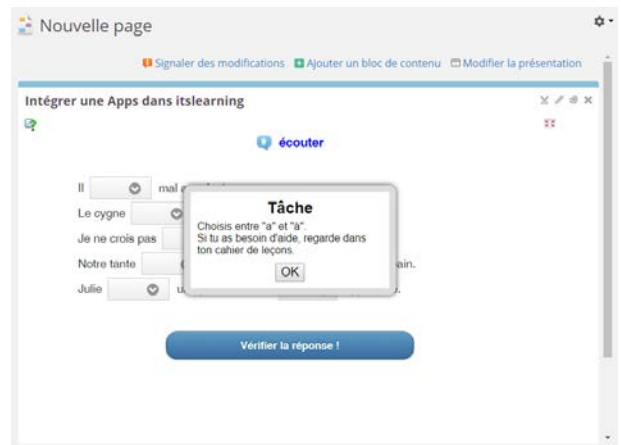 Nouvelle page
Signaler des modifications Ajouter un bloc de contenu Modifier la présentation
Intégrer une Apps dans itslearning
écouter
Il mal
Le cygne
Je ne crois pas
Notre tante
Julie
Tâche
Choisis entre "a" et "à".
Si tu as besoin d'aide, regarde dans
ton cahier de leçons.
OK
Vérifier la réponse !